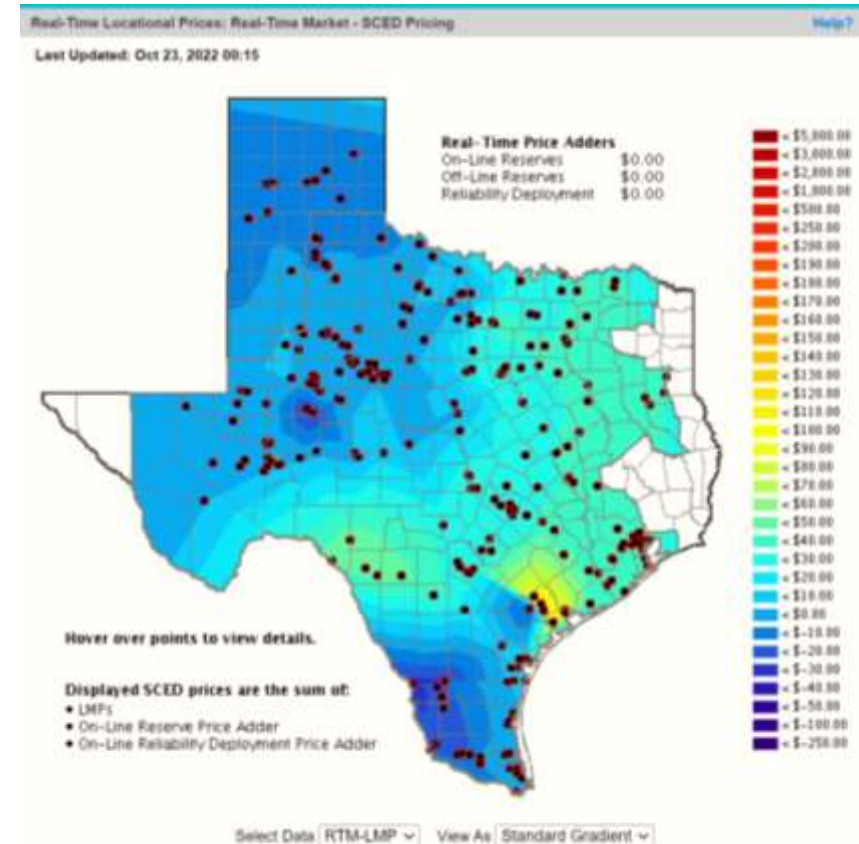 Real-Time Locational Prices: Real-Time Market - SCED Pricing
Help?
Last Updated: Oct 23, 2022 00:15
Real-Time Price Adders
On-Line Reserves $0.00
Off-Line Reserves $0.00
Reliability Deployment $0.00
< $5,000.00
< $3,000.00
< $2,000.00
< $1,000.00
< $500.00
< $250.00
< $200.00
< $190.00
< $180.00
< $170.00
< $160.00
< $150.00
< $140.00
< $130.00
< $120.00
< $110.00
< $100.00
< $90.00
< $80.00
< $70.00
< $60.00
< $50.00
< $40.00
< $30.00
< $20.00
< $10.00
< $0.00
< $-10.00
< $-20.00
< $-30.00
< $-40.00
< $-50.00
< $-100.00
< $-250.00
Hover over points to view details.
Displayed SCED prices are the sum of:
• LMPs
• On-Line Reserve Price Adder
• On-Line Reliability Deployment Price Adder
Select Data RTM-LMP View As Standard Gradient